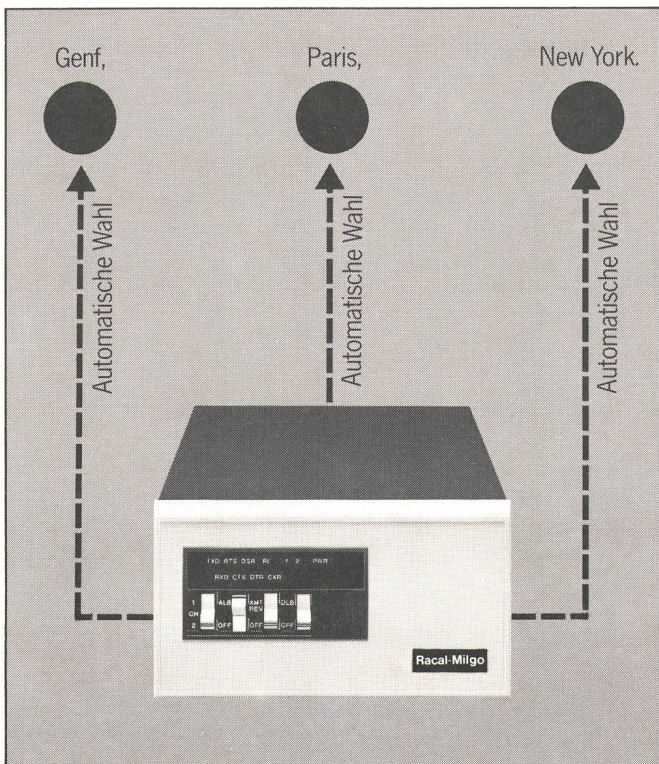 Genf,
Paris,
New York.
Automatische Wahl
Automatische Wahl
Automatische Wahl
TXD RTS DSR RI 1 2 PWR
RXD CTS DTR CXR
1 ALB XMT DLB
CH REV
2 OFF OFF OFF
Racal-Milgo